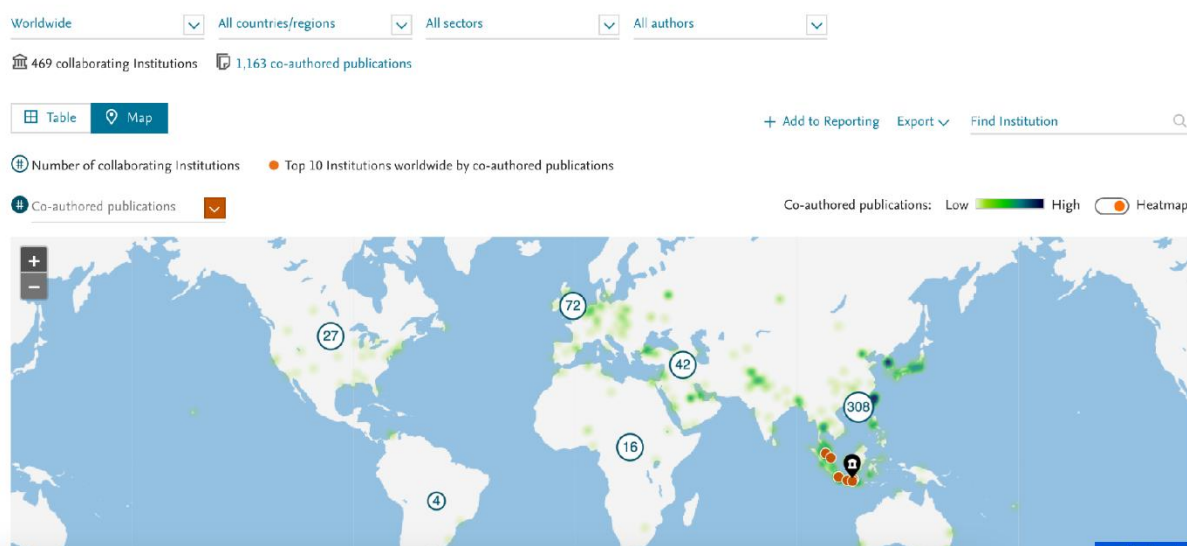 Worldwide All countries/regions All sectors All authors
469 collaborating Institutions 1,163 co-authored publications
Table Map
+ Add to Reporting Export Find Institution
# Number of collaborating Institutions Top 10 Institutions worldwide by co-authored publications
# Co-authored publications
Co-authored publications: Low High Heatmap
+
−
72
27
42
308
16
4